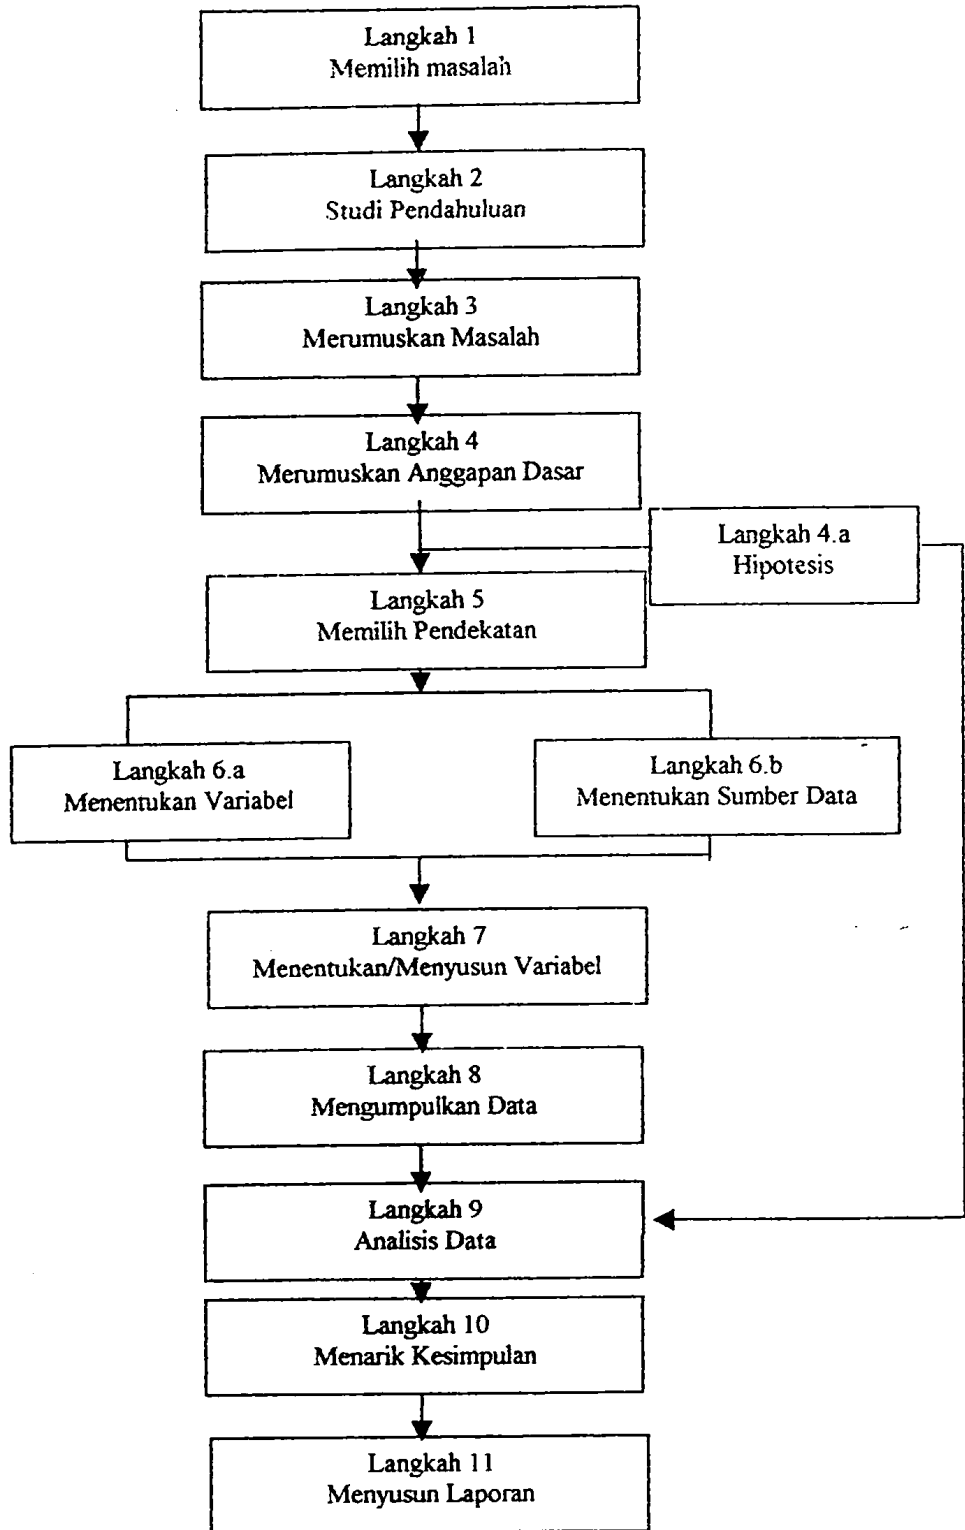 Langkah 1
Memilih masalah
Langkah 2
Studi Pendahuluan
Langkah 3
Merumuskan Masalah
Langkah 4
Merumuskan Anggapan Dasar
Langkah 4.a
Hipotesis
Langkah 5
Memilih Pendekatan
Langkah 6.a
Menentukan Variabel
Langkah 6.b
Menentukan Sumber Data
Langkah 7
Menentukan/Menyusun Variabel
Langkah 8
Mengumpulkan Data
Langkah 9
Analisis Data
Langkah 10
Menarik Kesimpulan
Langkah 11
Menyusun Laporan